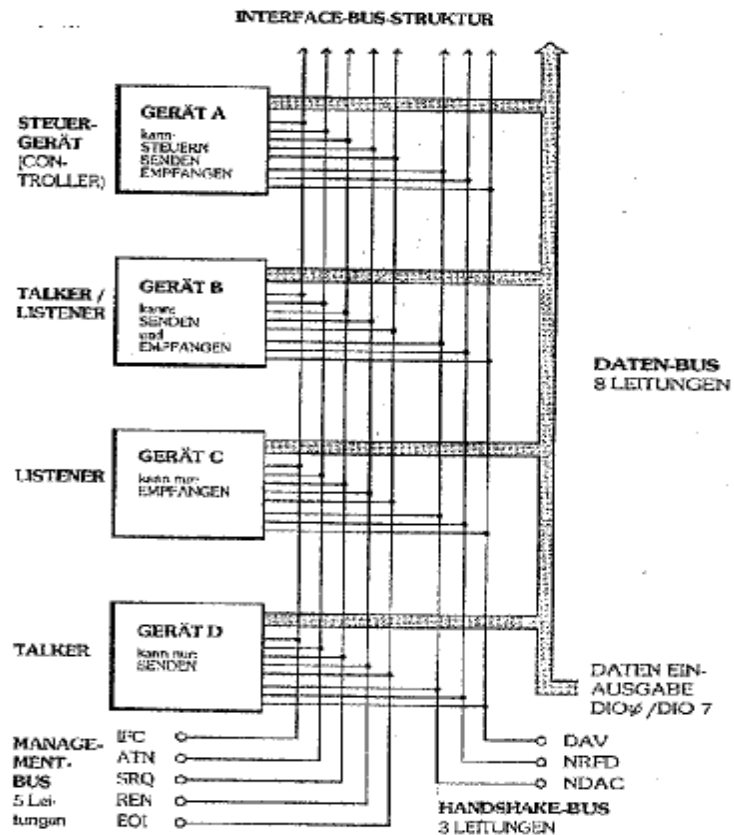 INTERFACE-BUS-STRUKTUR
STEUER-
GERÄT
(CON-
TROLLER)
GERÄT A
kann:
STEUERN
SENDEN
EMPFANGEN
TALKER /
LISTENER
GERÄT B
kann:
SENDEN
und
EMPFANGEN
DATEN-BUS
8 LEITUNGEN
LISTENER
GERÄT C
kann nur:
EMPFANGEN
TALKER
GERÄT D
kann nur:
SENDEN
DATEN EIN-
AUSGABE
DIOø/DIO 7
MANAGE-
MENT-
BUS
5 Lei-
tungen
IFC
ATN
SRQ
REN
EOI
DAV
NRFD
NDAC
HANDSHAKE-BUS
3 LEITUNGEN